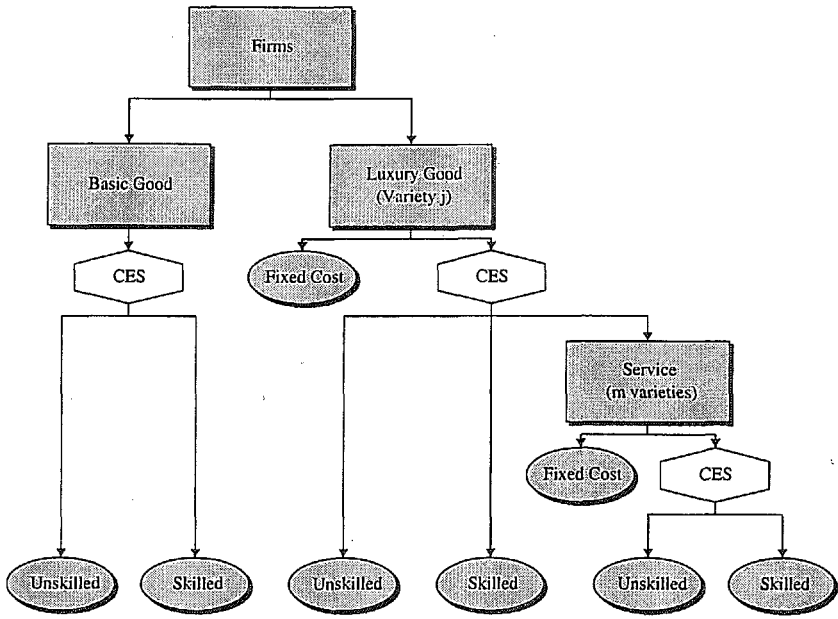 Firms
Basic Good
Luxury Good
(Variety j)
CES
Fixed Cost
CES
Service
(m varieties)
Fixed Cost
CES
Unskilled
Skilled
Unskilled
Skilled
Unskilled
Skilled